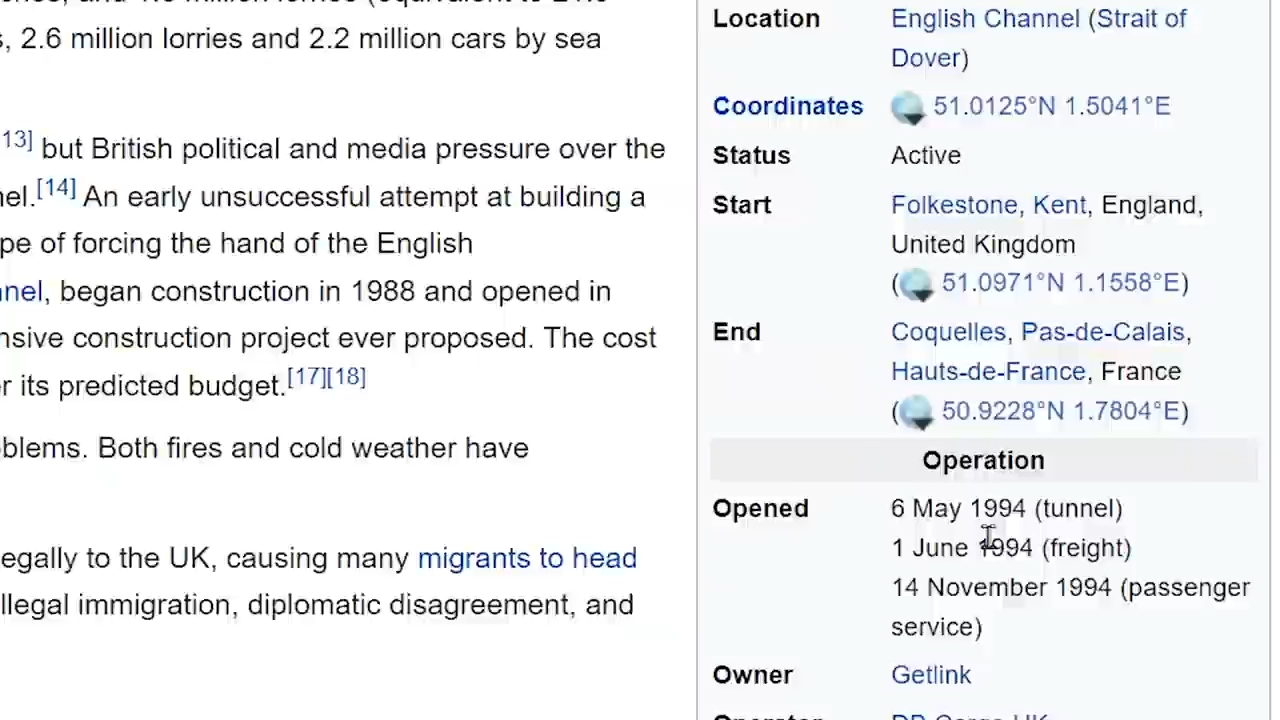 s, 2.6 million lorries and 2.2 million cars by sea
13] but British political and media pressure over the
nel.[14] An early unsuccessful attempt at building a
pe of forcing the hand of the English
nnel, began construction in 1988 and opened in
nsive construction project ever proposed. The cost
r its predicted budget.[17][18]
oblems. Both fires and cold weather have
egally to the UK, causing many migrants to head
llegal immigration, diplomatic disagreement, and
Location English Channel (Strait of
Dover)
Coordinates 51.0125°N 1.5041°E
Status Active
Start Folkestone, Kent, England,
United Kingdom
(51.0971°N 1.1558°E)
End Coquelles, Pas-de-Calais,
Hauts-de-France, France
(50.9228°N 1.7804°E)
Operation
Opened 6 May 1994 (tunnel)
1 June 1994 (freight)
14 November 1994 (passenger
service)
Owner Getlink